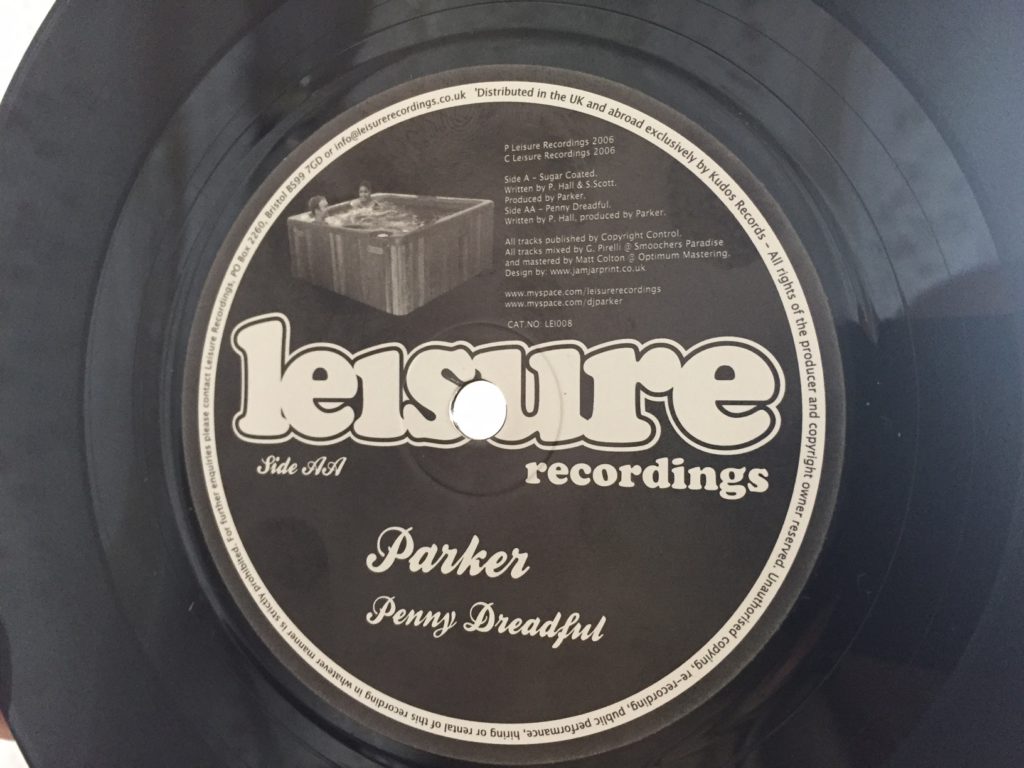 'Distributed in the UK and abroad exclusively by Kudos Records - All rights of the producer and copyright owner reserved. Unauthorised copying, re-recording, public performance, hiring or rental of this recording in whatever manner is strictly prohibited. For further enquiries please contact Leisure Recordings, PO Box 2260, Bristol BS99 7GD or info@leisurerecordings.co.uk
P Leisure Recordings 2006
C Leisure Recordings 2006
Side A - Sugar Coated.
Written by P. Hall & S.Scott.
Produced by Parker.
Side AA - Penny Dreadful.
Written by P. Hall, produced by Parker.
All tracks published by Copyright Control.
All tracks mixed by G. Pirelli @ Smoochers Paradise
and mastered by Matt Colton @ Optimum Mastering.
Design by: www.jamjarprint.co.uk
www.myspace.com/leisurerecordings
www.myspace.com/djparker
CAT.NO: LEI008
leisure
recordings
Side AA
Parker
Penny Dreadful